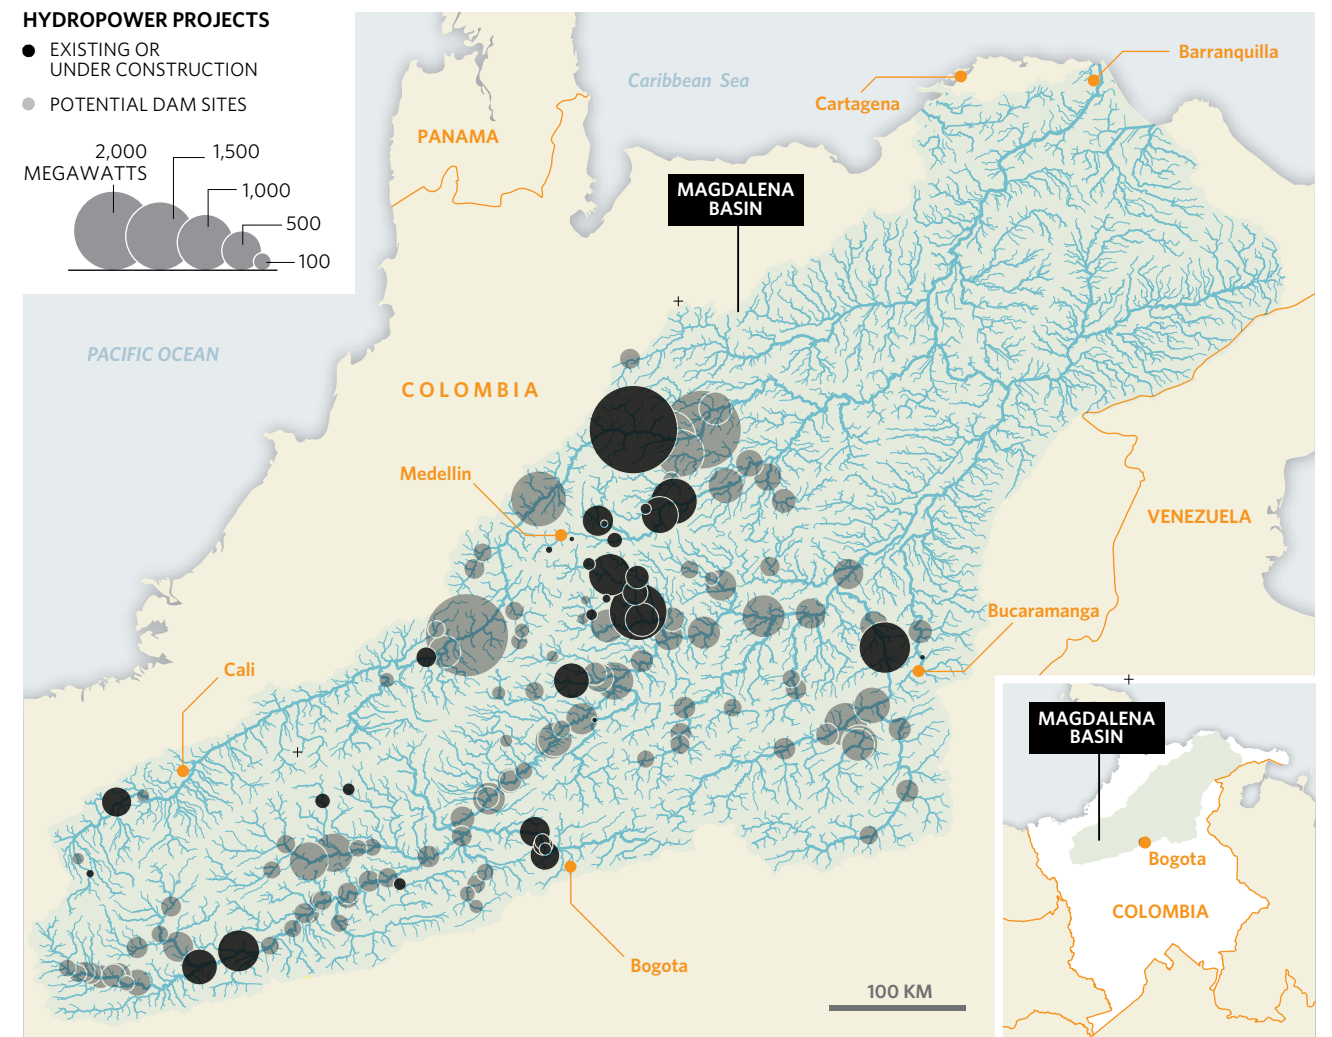 HYDROPOWER PROJECTS
EXISTING OR
UNDER CONSTRUCTION
POTENTIAL DAM SITES
2,000
MEGAWATTS
1,500
1,000
500
100
Caribbean Sea
Barranquilla
Cartagena
PANAMA
MAGDALENA
BASIN
PACIFIC OCEAN
COLOMBIA
Medellin
VENEZUELA
Bucaramanga
Cali
Bogota
100 KM
MAGDALENA
BASIN
Bogota
COLOMBIA